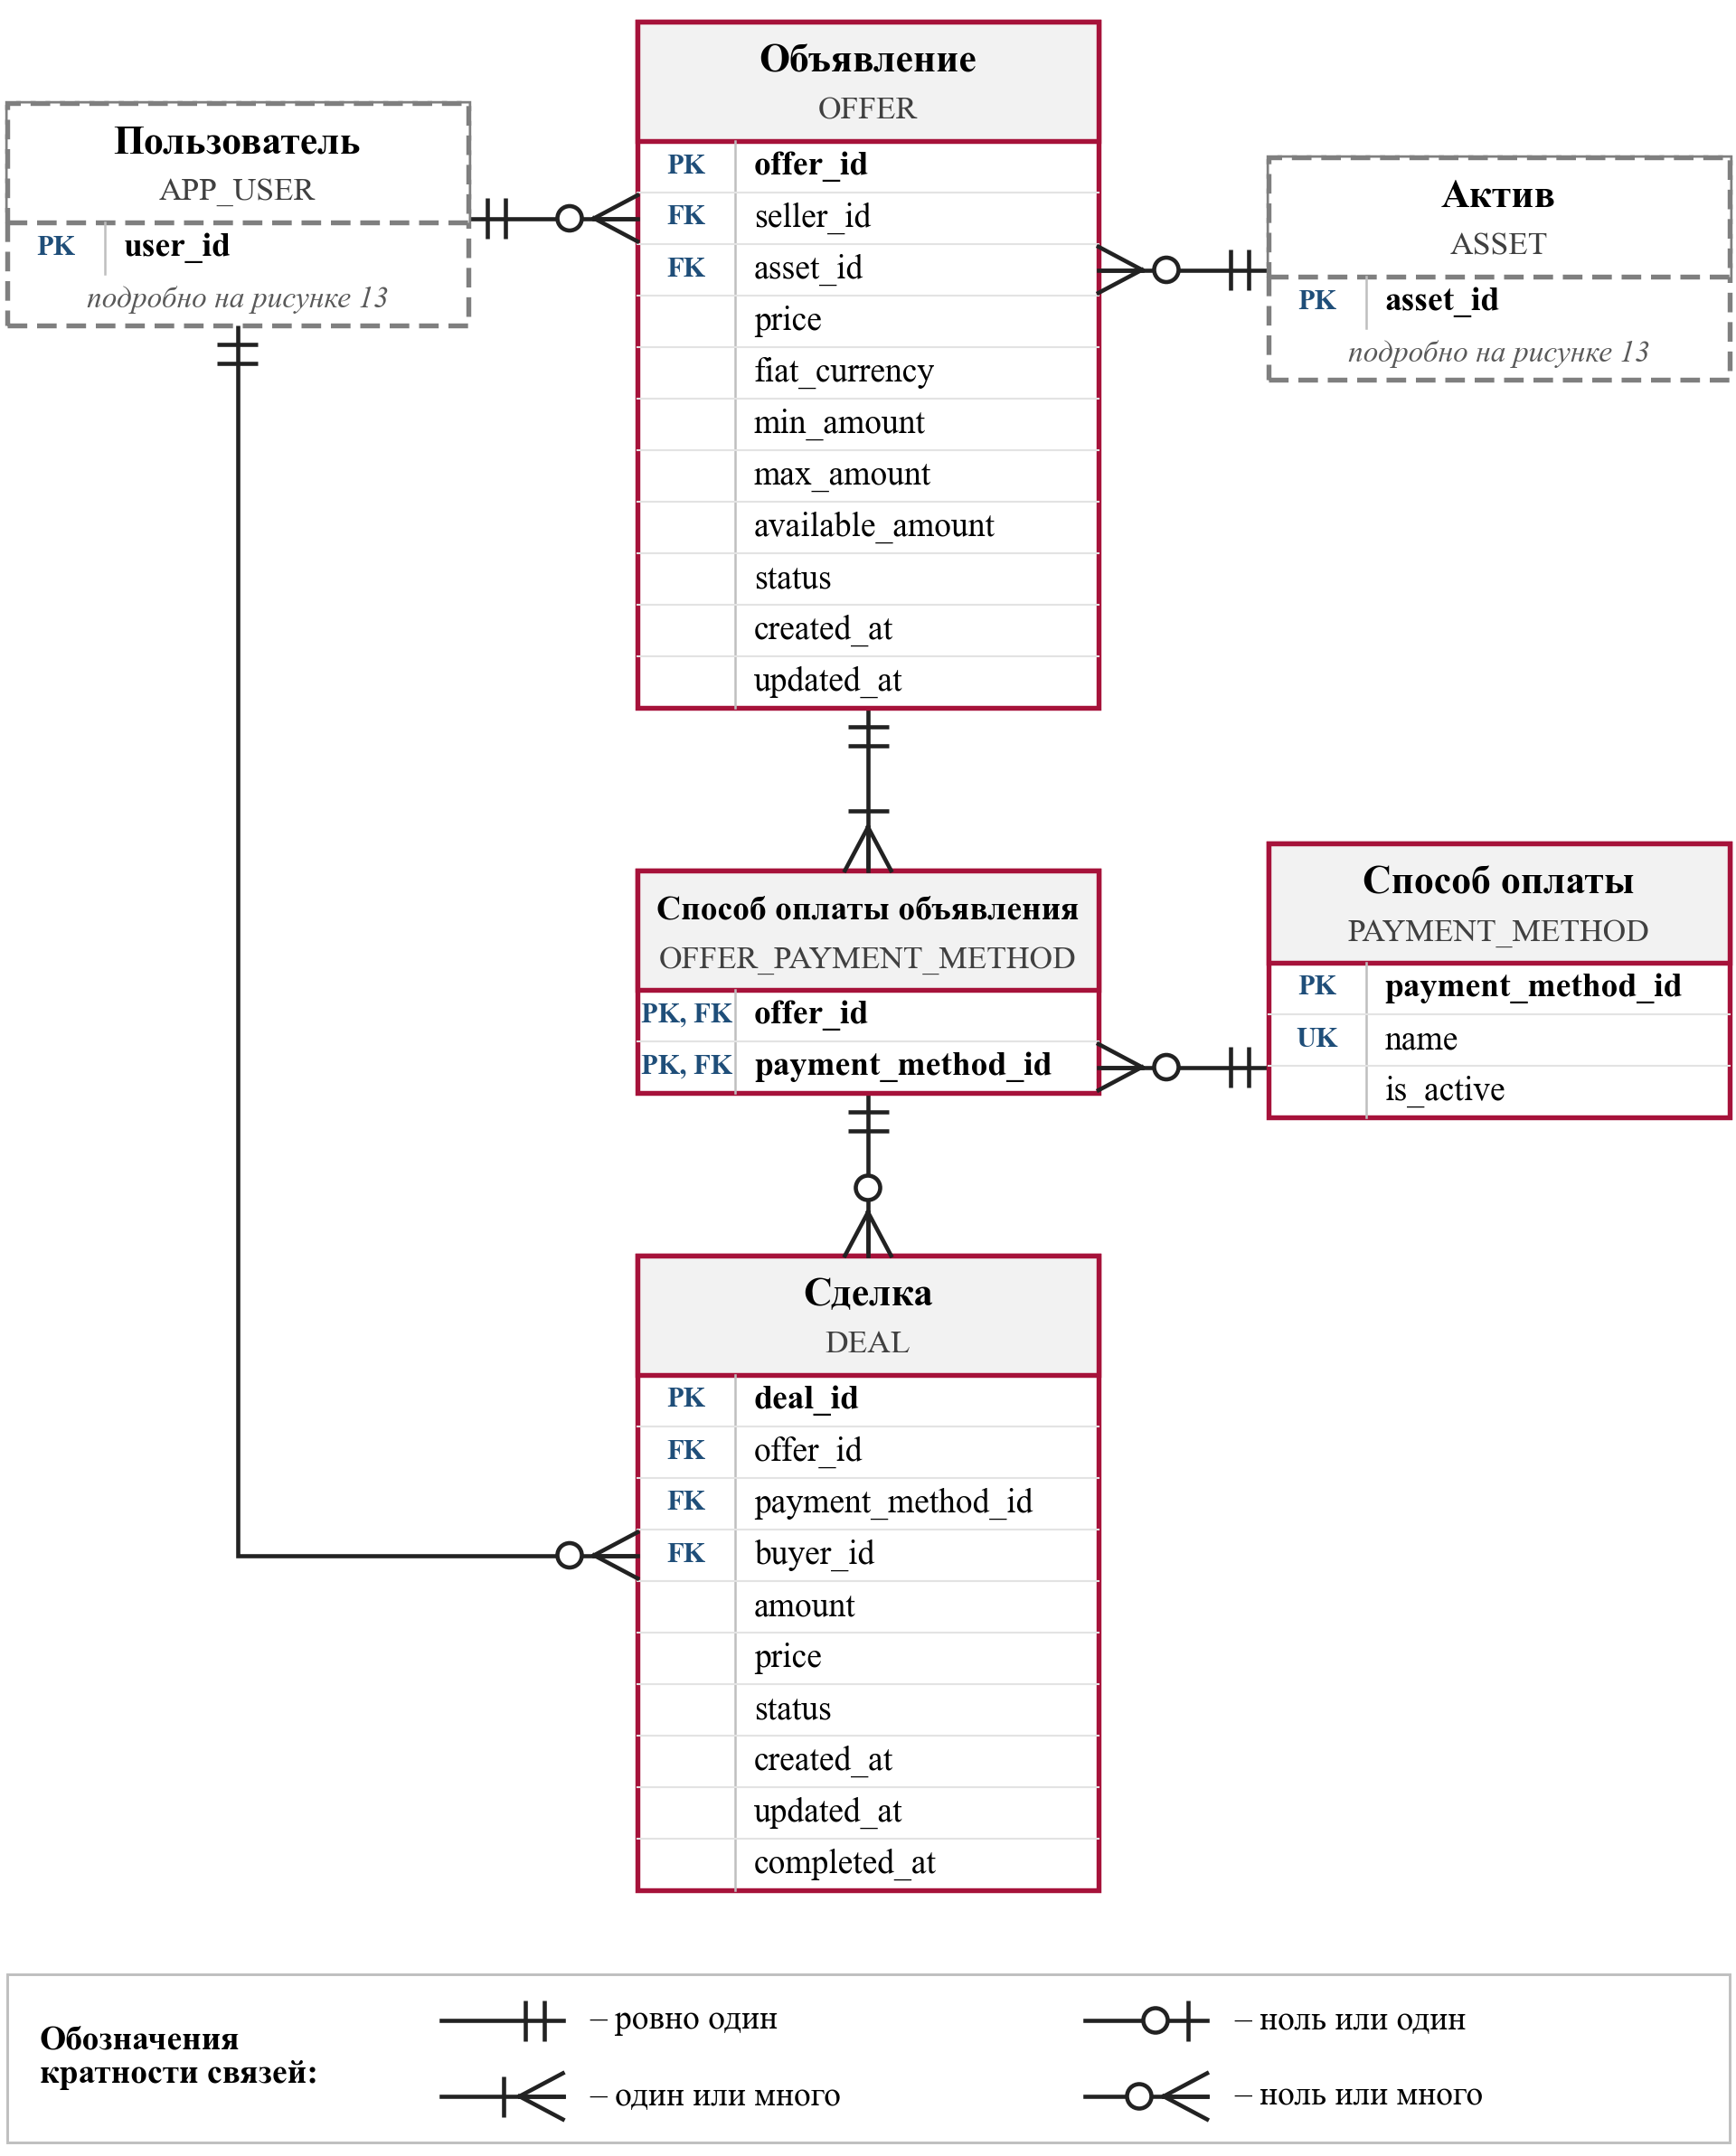 Объявление
OFFER
PK offer_id
FK seller_id
FK asset_id
price
fiat_currency
min_amount
max_amount
available_amount
status
created_at
updated_at
Пользователь
APP_USER
PK user_id
подробно на рисунке 13
Актив
ASSET
PK asset_id
подробно на рисунке 13
Способ оплаты объявления
OFFER_PAYMENT_METHOD
PK, FK offer_id
PK, FK payment_method_id
Способ оплаты
PAYMENT_METHOD
PK payment_method_id
UK name
is_active
Сделка
DEAL
PK deal_id
FK offer_id
FK payment_method_id
FK buyer_id
amount
price
status
created_at
updated_at
completed_at
Обозначения
кратности связей:
– ровно один
– ноль или один
– один или много
– ноль или много